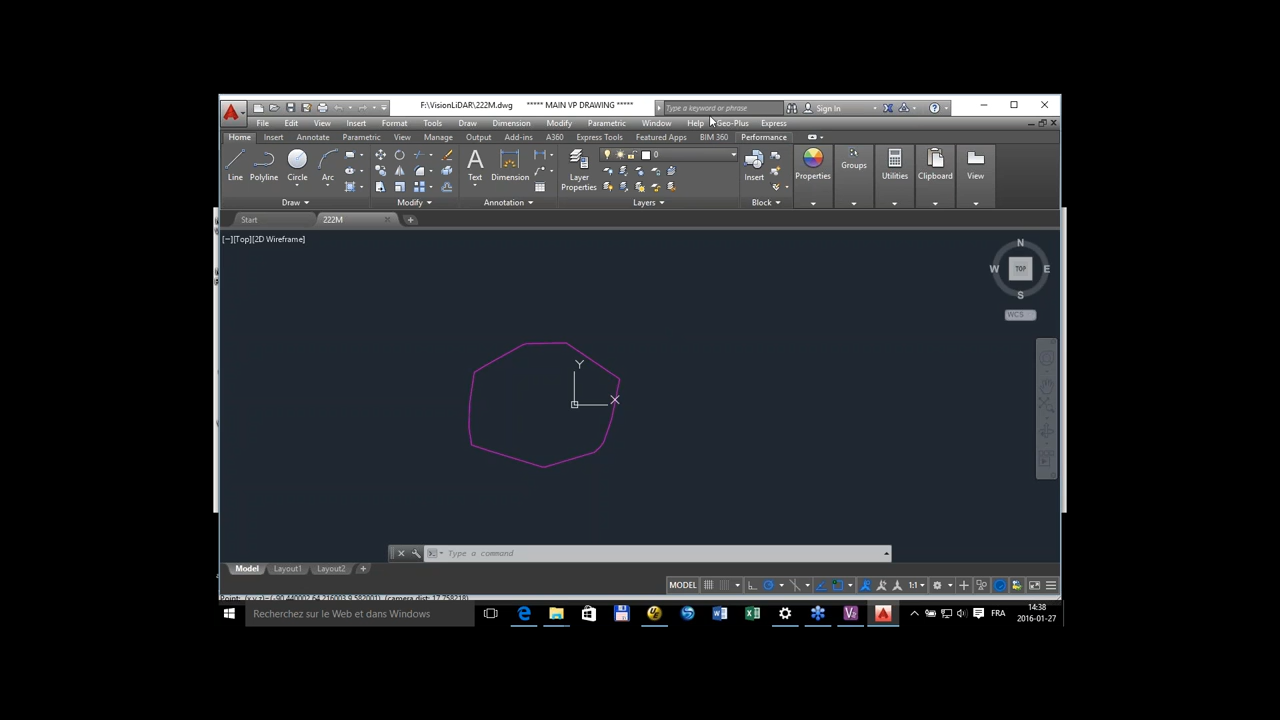 F:\VisionLiDAR\222M.dwg ***** MAIN VP DRAWING ***** Type a keyword or phrase Sign In
File Edit View Insert Format Tools Draw Dimension Modify Parametric Window Help Geo-Plus Express
Home Insert Annotate Parametric View Manage Output Add-ins A360 Express Tools Featured Apps BIM 360 Performance
Line Polyline Circle Arc Text Dimension Layer Properties 0 Insert Properties Groups Utilities Clipboard View
Draw Modify Annotation Layers Block
Start 222M
[−][Top][2D Wireframe]
N
W TOP E
S
WCS
Y
X
Type a command
Model Layout1 Layout2
MODEL 1:1
Recherchez sur le Web et dans Windows FRA 14:38
2016-01-27